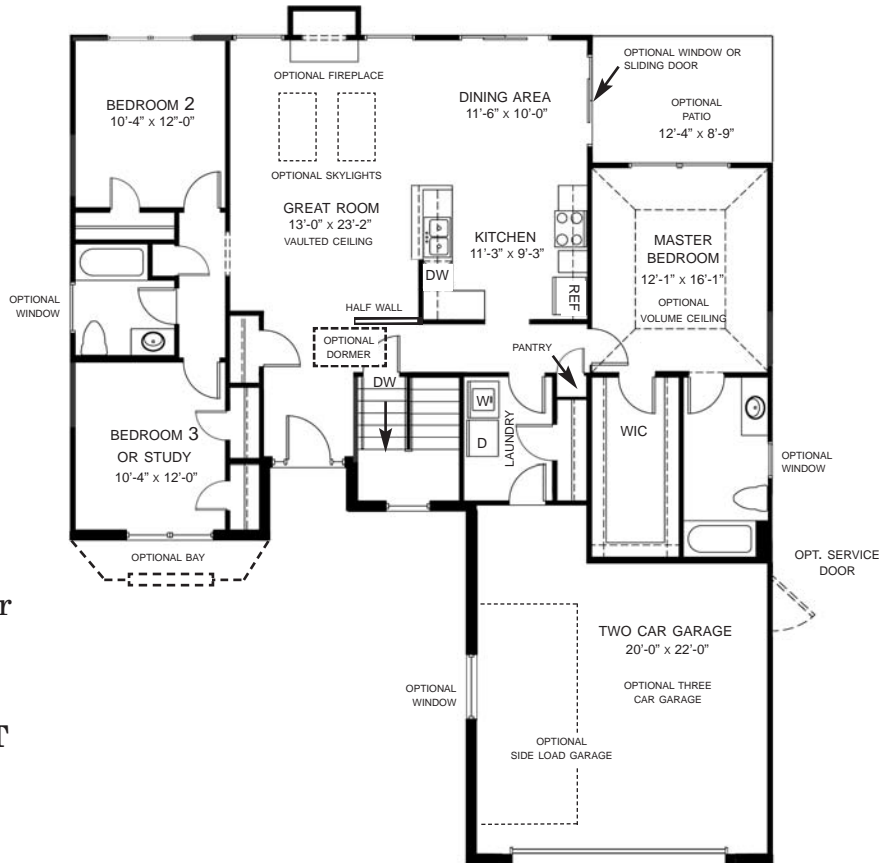 OPTIONAL WINDOW OR
SLIDING DOOR
OPTIONAL FIREPLACE
DINING AREA
11'-6" x 10'-0"
OPTIONAL
PATIO
12'-4" x 8'-9"
BEDROOM 2
10'-4" x 12"-0"
OPTIONAL SKYLIGHTS
GREAT ROOM
13'-0" x 23'-2"
VAULTED CEILING
KITCHEN
11'-3" x 9'-3"
DW
REF
MASTER
BEDROOM
12'-1" x 16'-1"
OPTIONAL
VOLUME CEILING
OPTIONAL
WINDOW
HALF WALL
OPTIONAL
DORMER
PANTRY
DW
W
D
LAUNDRY
WIC
BEDROOM 3
OR STUDY
10'-4" x 12'-0"
OPTIONAL
WINDOW
OPTIONAL BAY
OPT. SERVICE
DOOR
r
TWO CAR GARAGE
20'-0" x 22'-0"
OPTIONAL
WINDOW
OPTIONAL THREE
CAR GARAGE
T
OPTIONAL
SIDE LOAD GARAGE